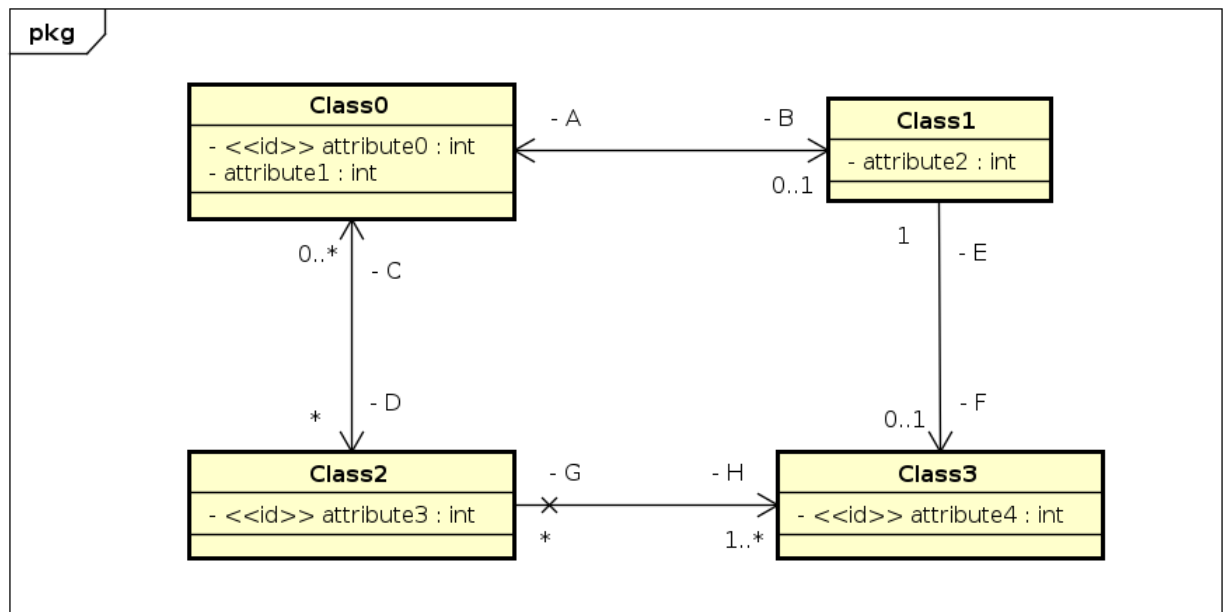 pkg
Class0
- <<id>> attribute0 : int
- attribute1 : int
- A
- B
0..1
Class1
- attribute2 : int
0..*
- C
1
- E
*
- D
0..1
- F
Class2
- <<id>> attribute3 : int
- G
*
- H
1..*
Class3
- <<id>> attribute4 : int